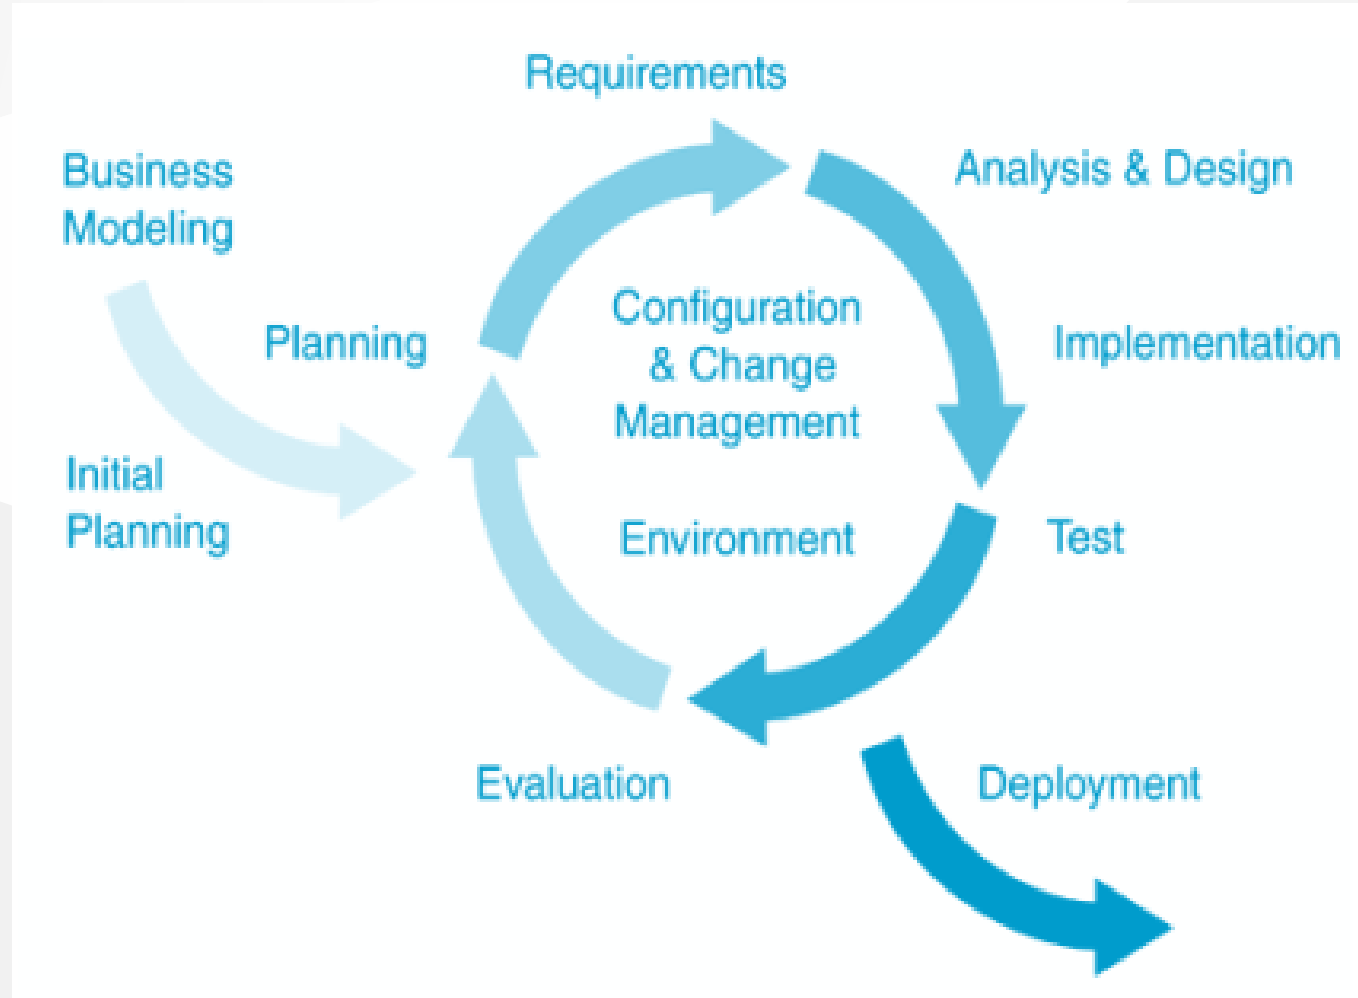 Requirements
Business
Modeling
Analysis & Design
Planning
Configuration
& Change
Management
Implementation
Initial
Planning
Environment
Test
Evaluation
Deployment